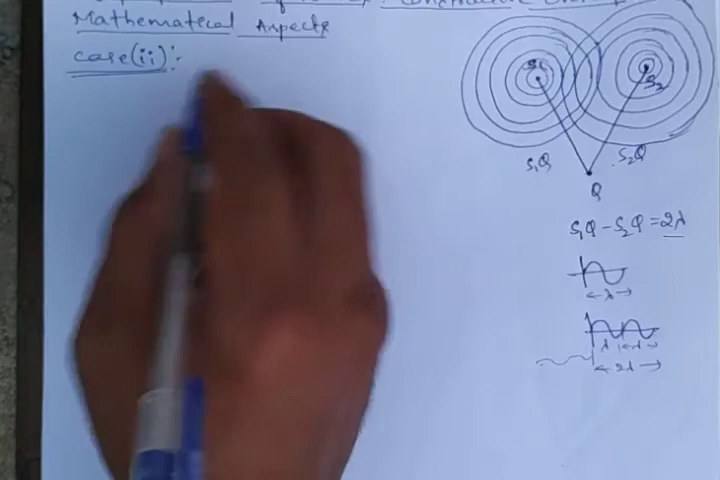 Mathematical Aspects
case(ii):
S₁
S₂
S₁Q
S₂Q
Q
S₁Q - S₂Q = 2λ
←λ→
λ ←λ→
←2λ→